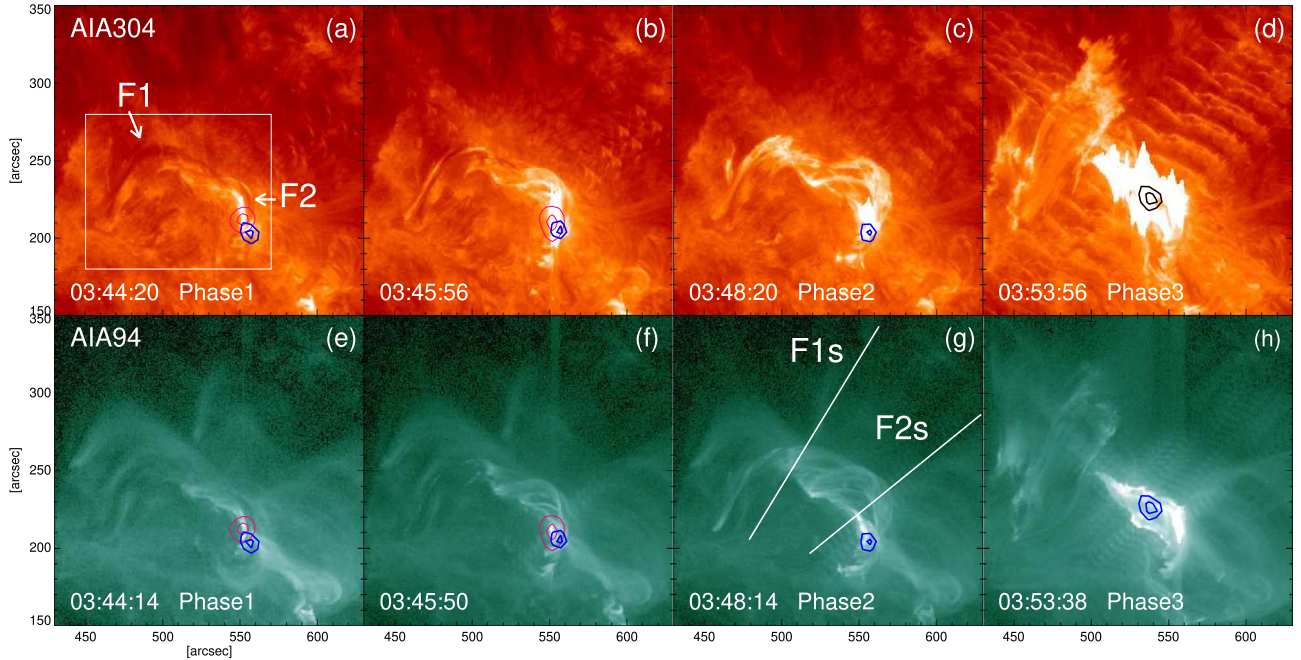 350
AIA304
(a)
(b)
(c)
(d)
300
F1
[arcsec]
250
F2
200
03:44:20 Phase1
03:45:56
03:48:20 Phase2
03:53:56 Phase3
150
350
AIA94
(e)
(f)
(g)
(h)
F1s
300
F2s
[arcsec]
250
200
03:44:14 Phase1
03:45:50
03:48:14 Phase2
03:53:38 Phase3
150
450 500 550 600
450 500 550 600
450 500 550 600
450 500 550 600
[arcsec]